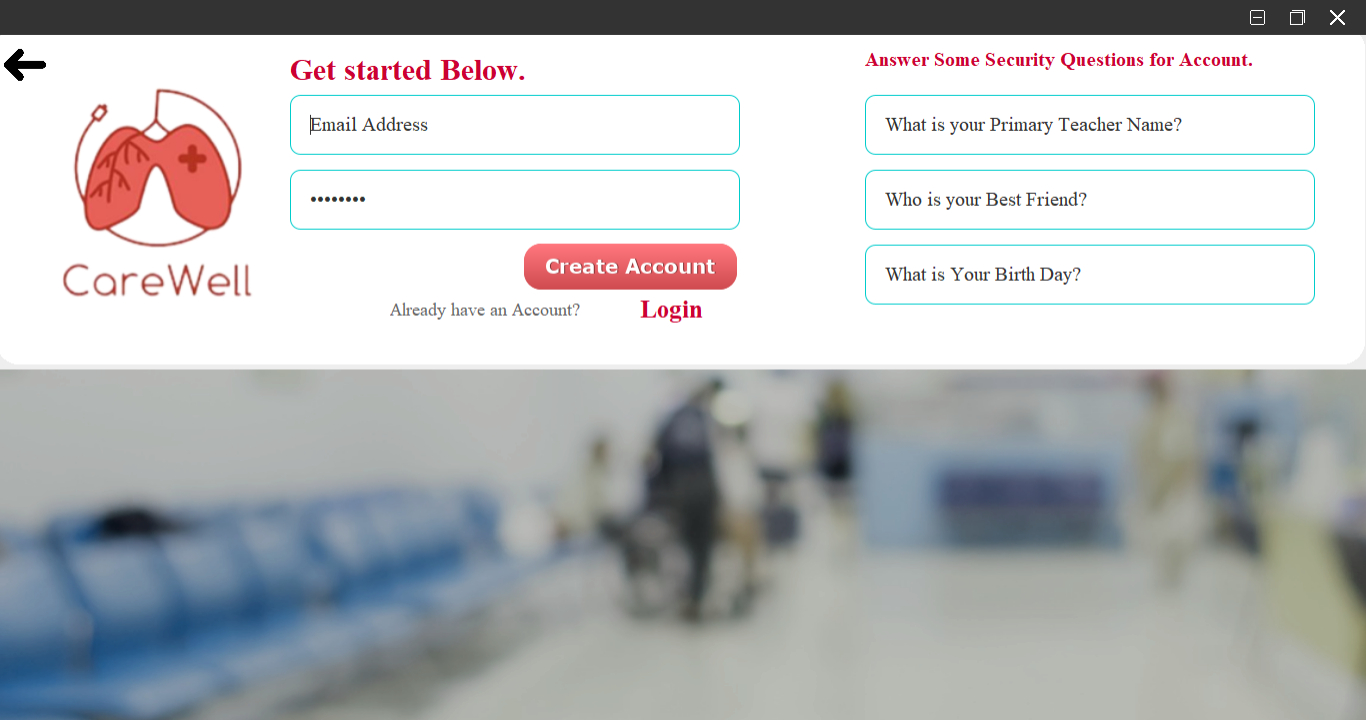 Get started Below.
Email Address
••••••••
Create Account
Already have an Account? Login
CareWell
Answer Some Security Questions for Account.
What is your Primary Teacher Name?
Who is your Best Friend?
What is Your Birth Day?